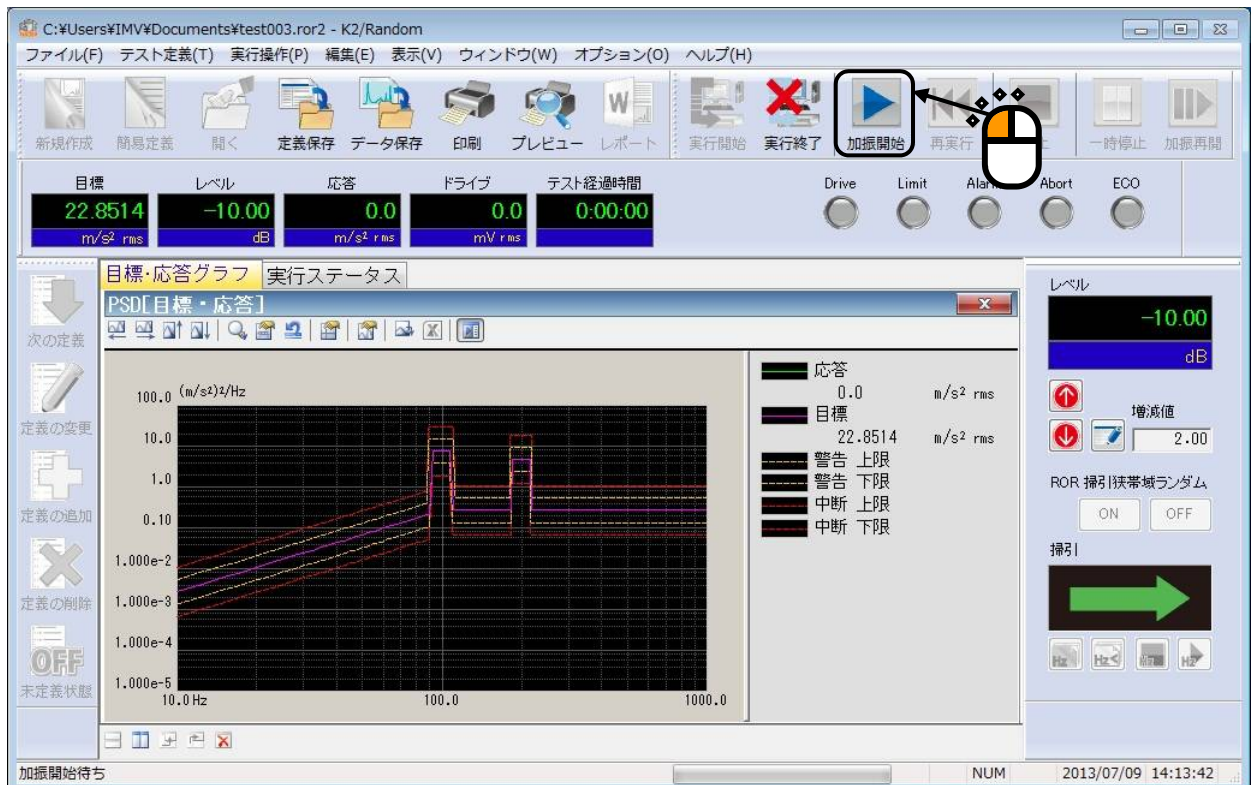 C:¥Users¥IMV¥Documents¥test003.ror2 - K2/Random
ファイル(F) テスト定義(T) 実行操作(P) 編集(E) 表示(V) ウィンドウ(W) オプション(O) ヘルプ(H)
新規作成 簡易定義 開く 定義保存 データ保存 印刷 プレビュー レポート 実行開始 実行終了 加振開始 再実行 一時停止 加振再開
目標 レベル 応答 ドライブ テスト経過時間 Drive Limit Alarm Abort ECO
22.8514 -10.00 0.0 0.0 0:00:00
m/s² rms dB m/s² rms mV rms
目標・応答グラフ 実行ステータス
PSD[目標・応答]
次の定義
定義の変更
定義の追加
定義の削除
OFF
未定義状態
100.0 (m/s²)²/Hz
10.0
1.0
0.10
1.000e-2
1.000e-3
1.000e-4
1.000e-5
10.0 Hz 100.0 1000.0
応答
0.0 m/s² rms
目標
22.8514 m/s² rms
警告 上限
警告 下限
中断 上限
中断 下限
レベル
-10.00
dB
増減値
2.00
ROR 掃引狭帯域ランダム
ON OFF
掃引
Hz Hz< Hz
加振開始待ち NUM 2013/07/09 14:13:42